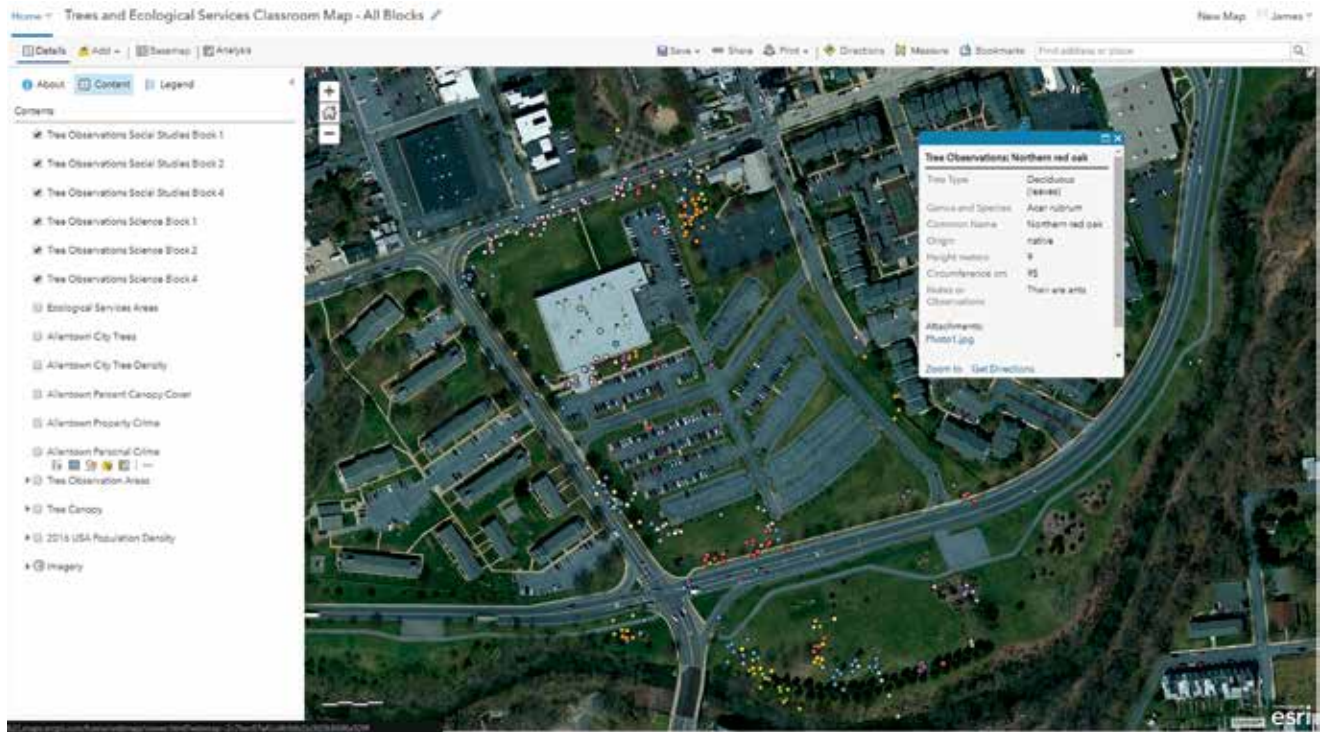 Home Trees and Ecological Services Classroom Map - All Blocks
New Map James
Details Add Basemap Analysis
Save Share Print Directions Measure Bookmarks Find address or place
About Content Legend
Contents
Tree Observations Social Studies Block 1
Tree Observations Social Studies Block 2
Tree Observations Social Studies Block 4
Tree Observations Science Block 1
Tree Observations Science Block 2
Tree Observations Science Block 4
Ecological Services Areas
Allentown City Trees
Allentown City Tree Density
Allentown Percent Canopy Cover
Allentown Property Crime
Allentown Personal Crime
Tree Observation Areas
Tree Canopy
2016 USA Population Density
Imagery
Tree Observations: Northern red oak
Tree Type Deciduous
(leaves)
Genus and Species Acer rubrum
Common Name Northern red oak
Origin native
Height meters 9
Circumference cm 95
Notes or Their are ants
Observations
Attachments:
Photo1.jpg
Zoom to Get Directions
esri